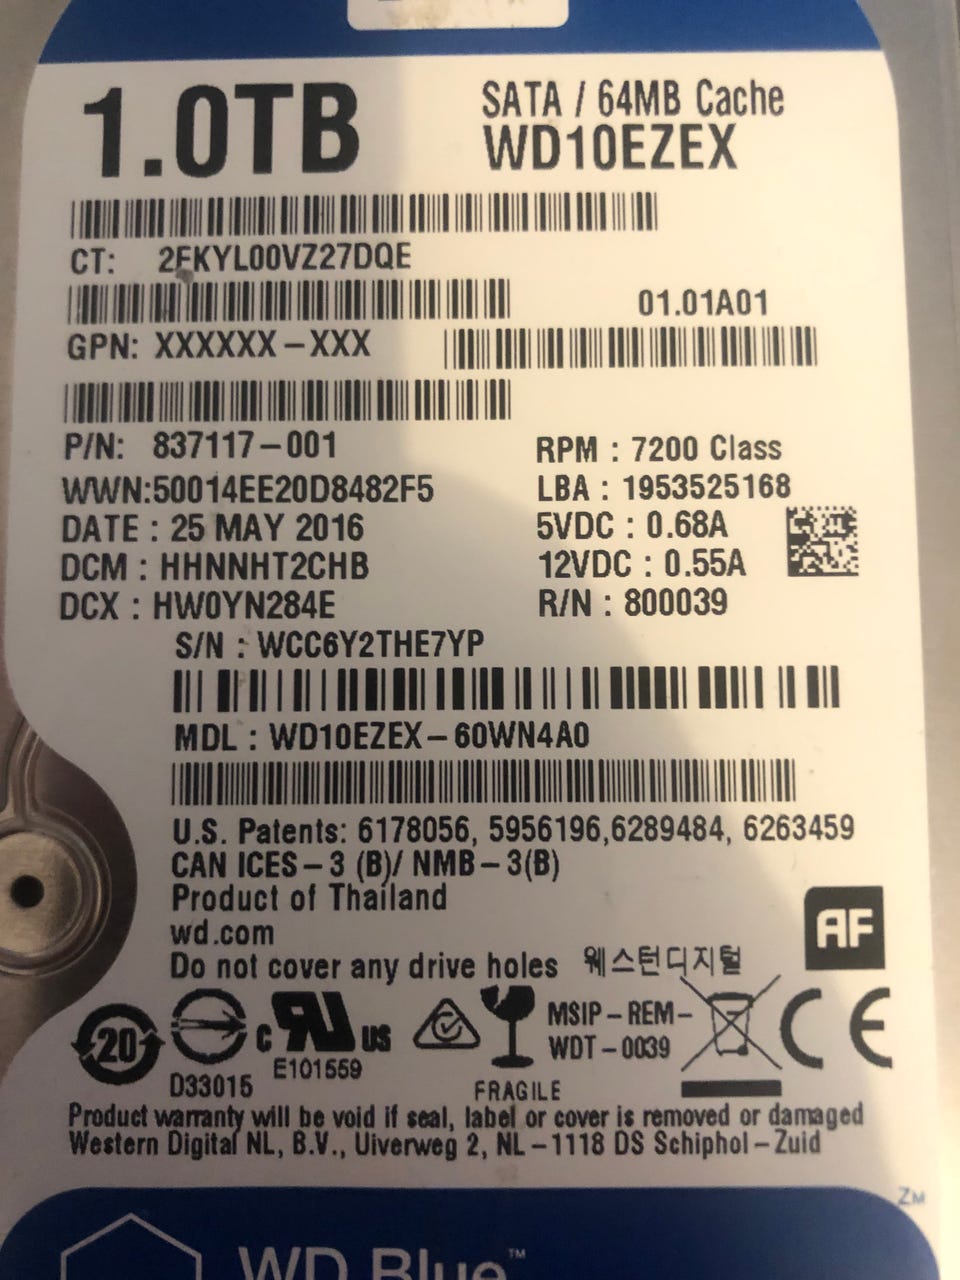 1.0TB
SATA / 64MB Cache
WD10EZEX
CT: 2FKYL00VZ27DQE
01.01A01
GPN: XXXXXX-XXX
P/N: 837117-001
WWN:50014EE20D8482F5
DATE : 25 MAY 2016
DCM : HHNNHT2CHB
DCX : HW0YN284E
RPM : 7200 Class
LBA : 1953525168
5VDC : 0.68A
12VDC : 0.55A
R/N : 800039
S/N : WCC6Y2THE7YP
MDL : WD10EZEX-60WN4A0
U.S. Patents: 6178056, 5956196,6289484, 6263459
CAN ICES-3 (B)/ NMB-3(B)
Product of Thailand
wd.com
Do not cover any drive holes 웨스턴디지털
AF
20
D33015
C RU US
E101559
FRAGILE
MSIP-REM-
WDT-0039
CE
Product warranty will be void if seal, label or cover is removed or damaged
Western Digital NL, B.V., Uiverweg 2, NL-1118 DS Schiphol-Zuid
ZM
WD Blue™